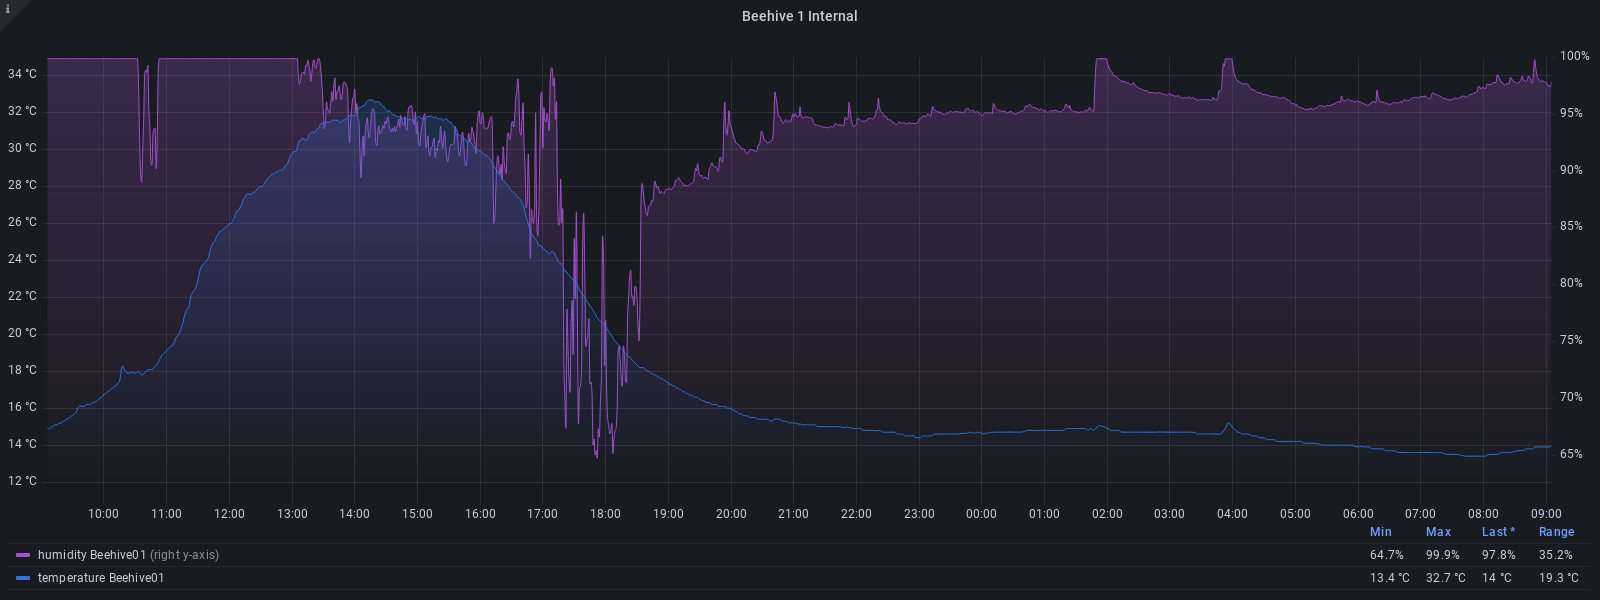 i
Beehive 1 Internal
34 °C
32 °C
30 °C
28 °C
26 °C
24 °C
22 °C
20 °C
18 °C
16 °C
14 °C
12 °C
100%
95%
90%
85%
80%
75%
70%
65%
10:00 11:00 12:00 13:00 14:00 15:00 16:00 17:00 18:00 19:00 20:00 21:00 22:00 23:00 00:00 01:00 02:00 03:00 04:00 05:00 06:00 07:00 08:00 09:00
Min Max Last * Range
humidity Beehive01 (right y-axis) 64.7% 99.9% 97.8% 35.2%
temperature Beehive01 13.4 °C 32.7 °C 14 °C 19.3 °C